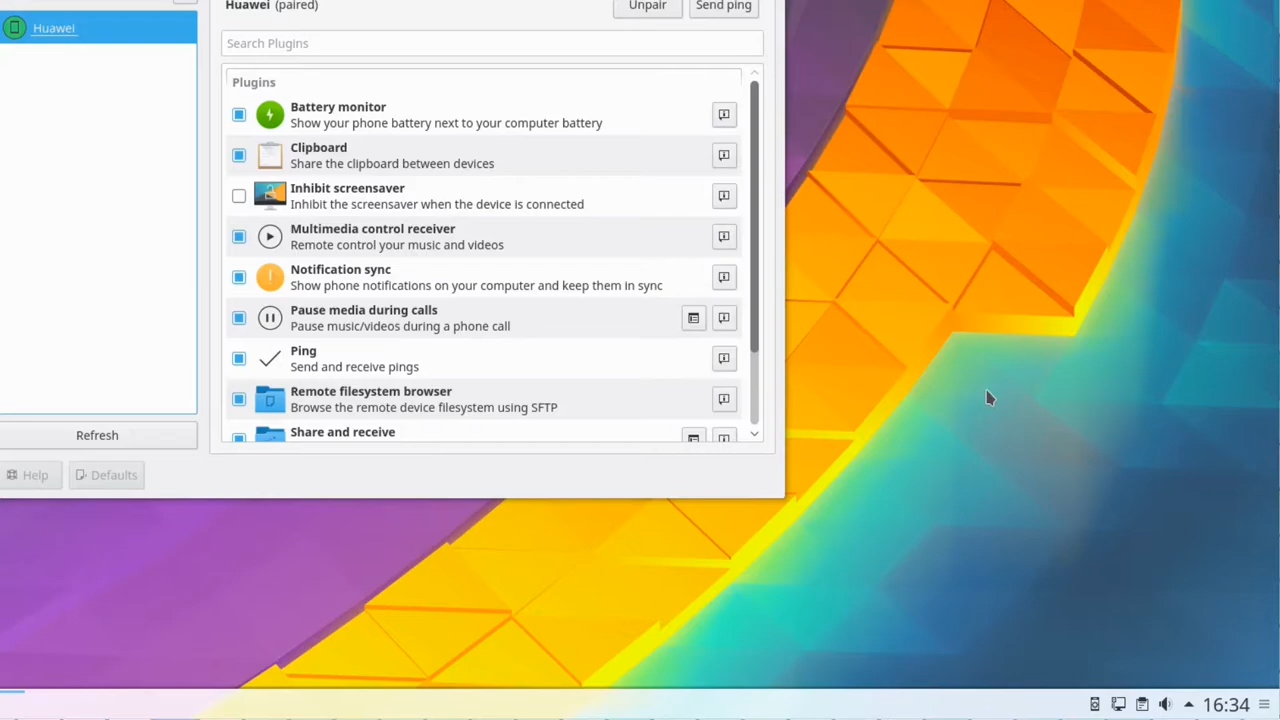 Huawei (paired)
Unpair
Send ping
Huawei
Search Plugins
Plugins
Battery monitor
Show your phone battery next to your computer battery
Clipboard
Share the clipboard between devices
Inhibit screensaver
Inhibit the screensaver when the device is connected
Multimedia control receiver
Remote control your music and videos
Notification sync
Show phone notifications on your computer and keep them in sync
Pause media during calls
Pause music/videos during a phone call
Ping
Send and receive pings
Remote filesystem browser
Browse the remote device filesystem using SFTP
Share and receive
Refresh
Help
Defaults
16:34